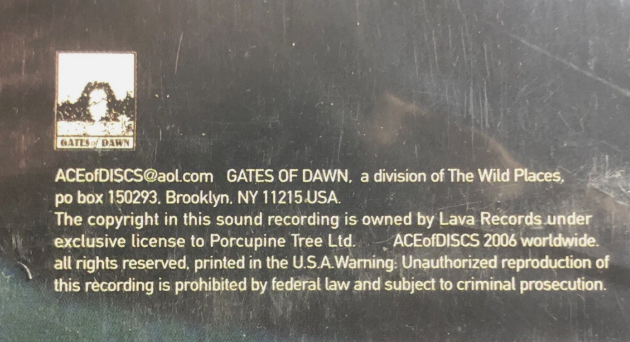 GATES of DAWN
ACEofDISCS@aol.com GATES OF DAWN, a division of The Wild Places,
po box 150293, Brooklyn, NY 11215 USA.
The copyright in this sound recording is owned by Lava Records under
exclusive license to Porcupine Tree Ltd. ACEofDISCS 2006 worldwide.
all rights reserved, printed in the U.S.A.Warning: Unauthorized reproduction of
this recording is prohibited by federal law and subject to criminal prosecution.